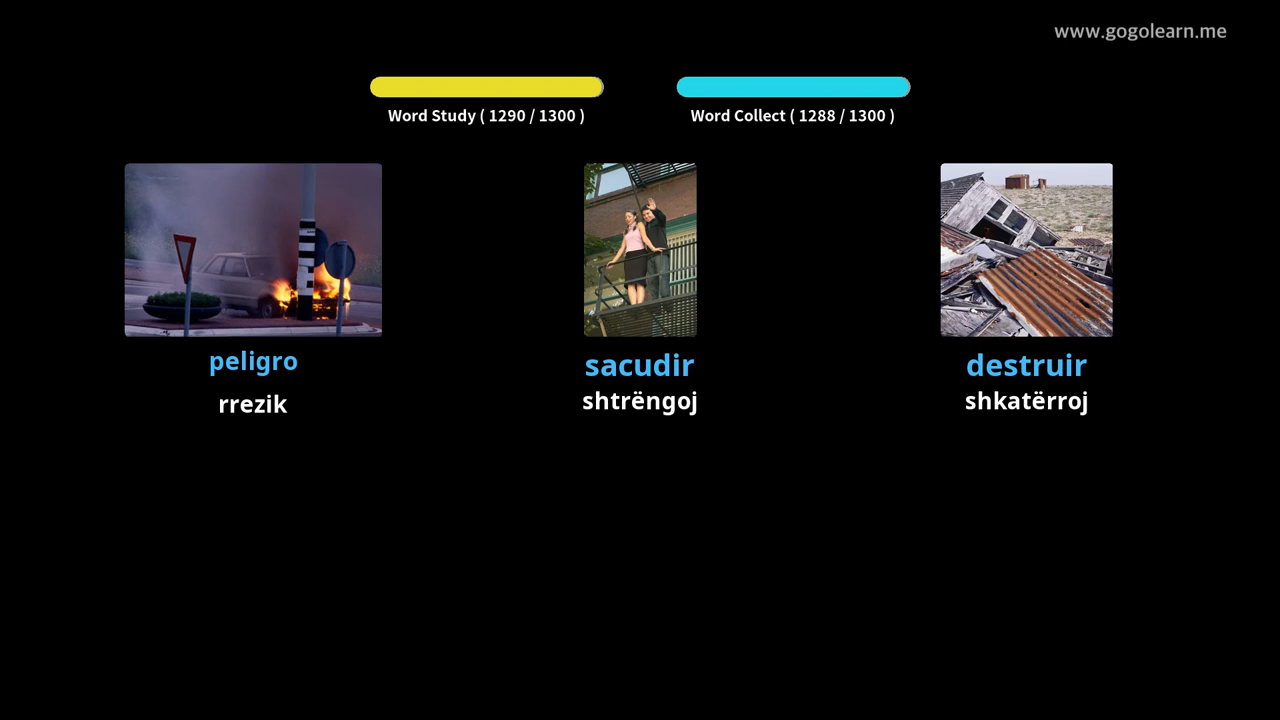 www.gogolearn.me
Word Study ( 1290 / 1300 )
Word Collect ( 1288 / 1300 )
peligro
rrezik
sacudir
shtrëngoj
destruir
shkatërroj